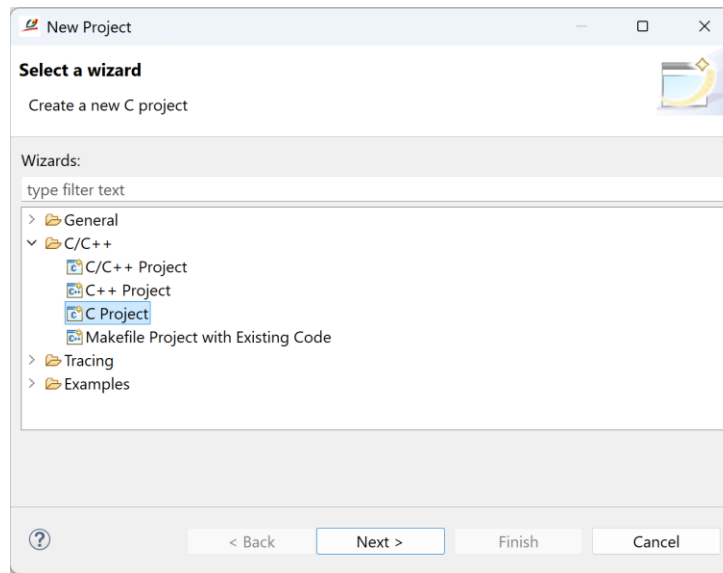 New Project
Select a wizard
Create a new C project
Wizards:
type filter text
General
C/C++
C/C++ Project
C++ Project
C Project
Makefile Project with Existing Code
Tracing
Examples
< Back Next > Finish Cancel